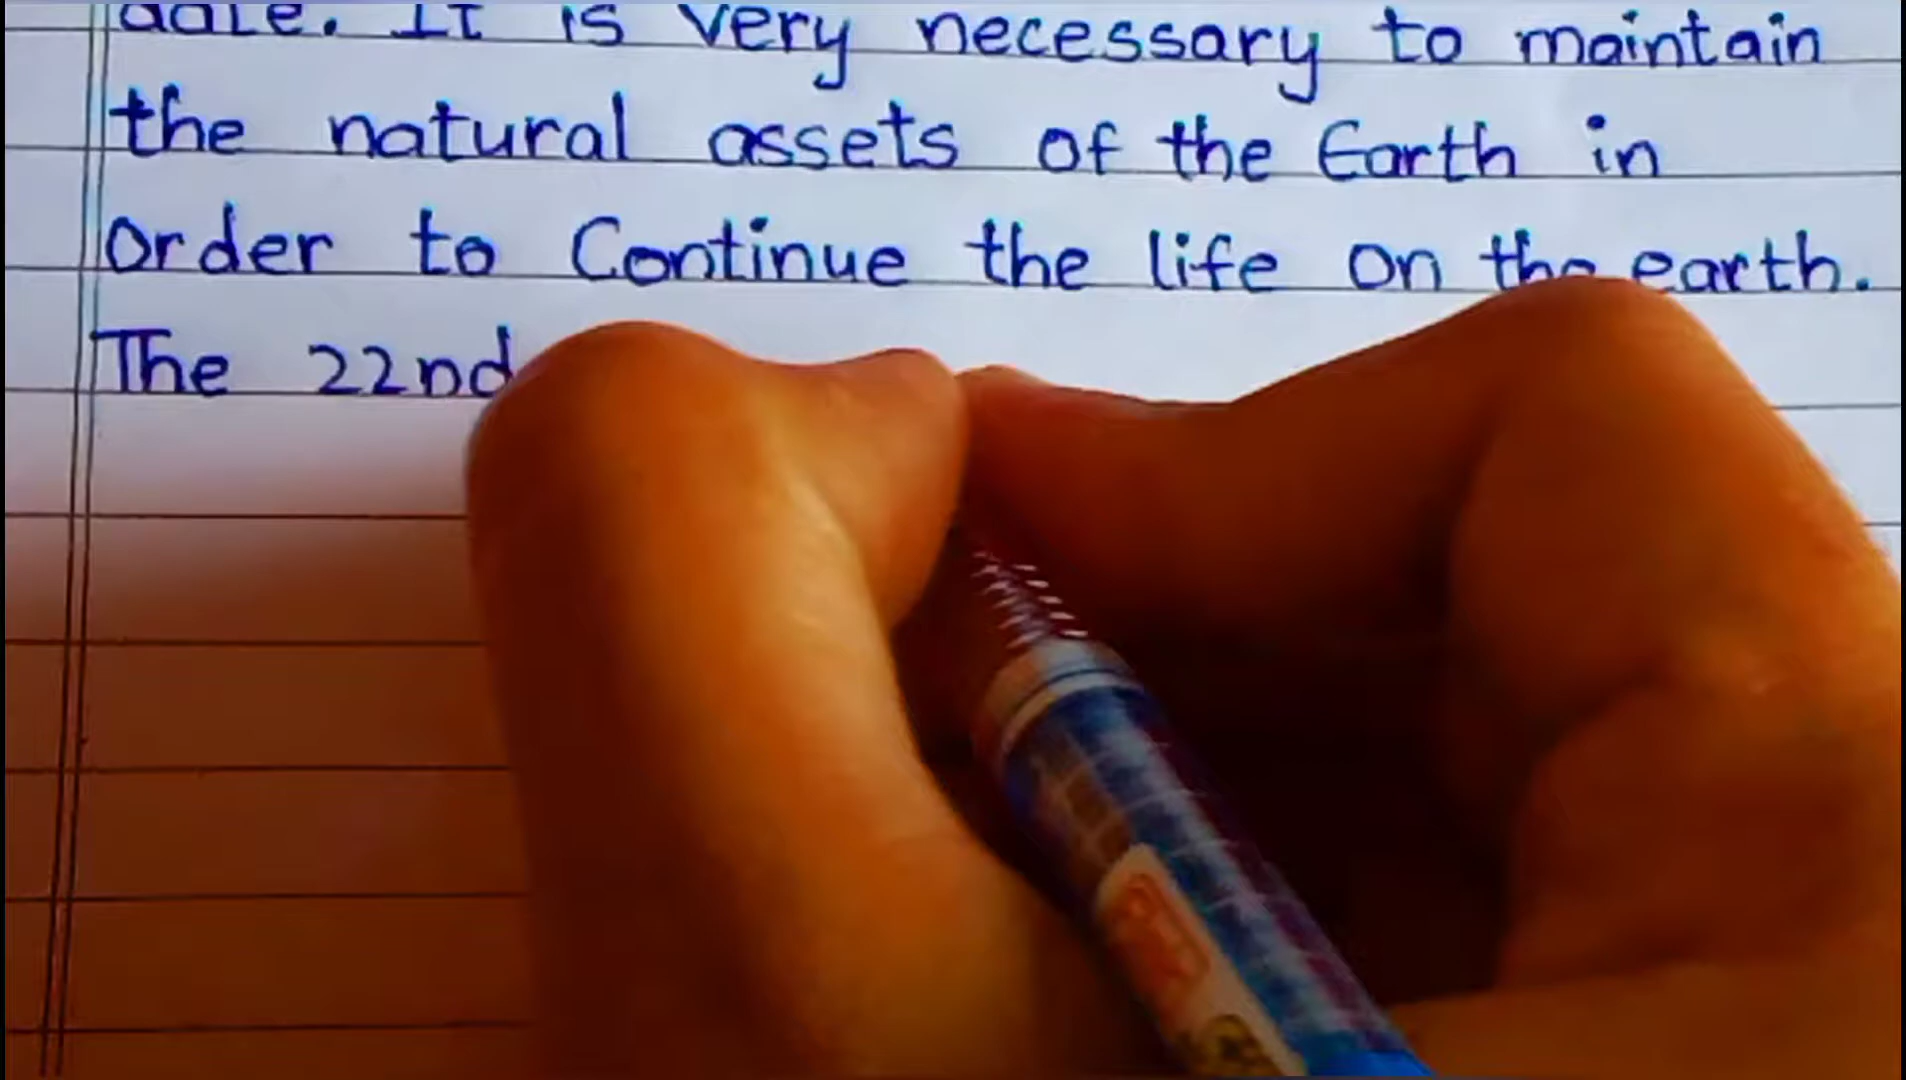 It is very necessary to maintain
the natural assets of the Earth in
order to Continue the life on the earth.
The 22nd